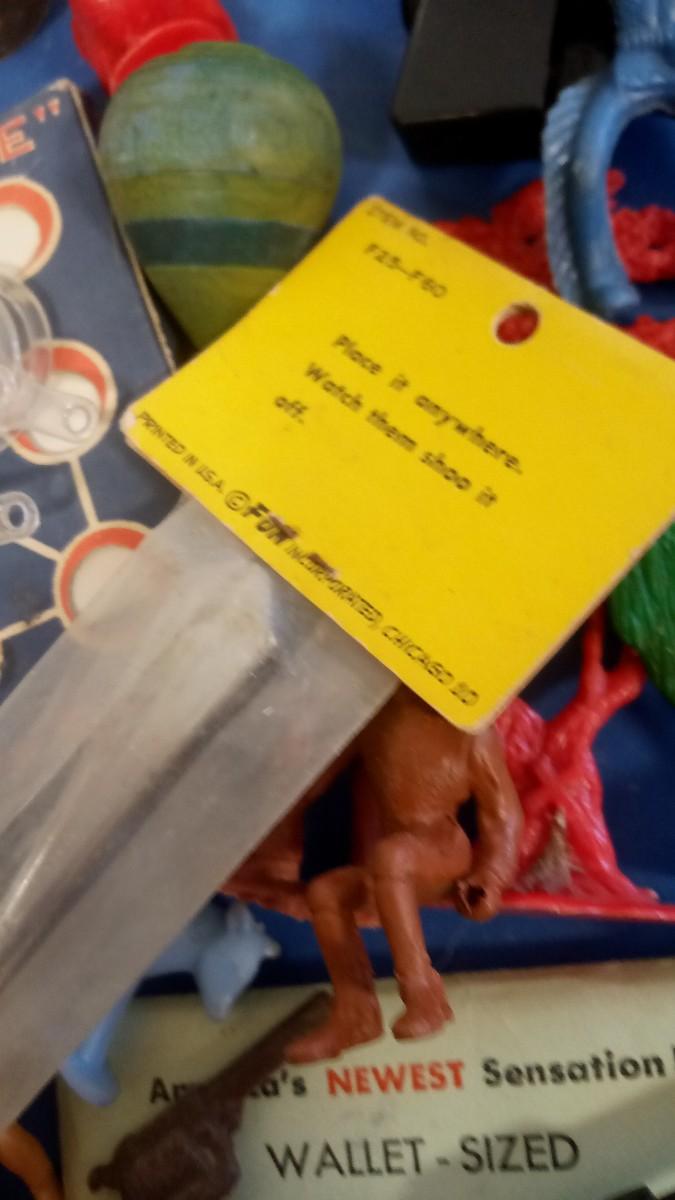 E"
ITEM NO.
F25-F60
Place it anywhere.
Watch them shoo it
off.
PRINTED IN U.S.A. © Fun INCORPORATED, CHICAGO 20
NEWEST Sensation
WALLET-SIZED